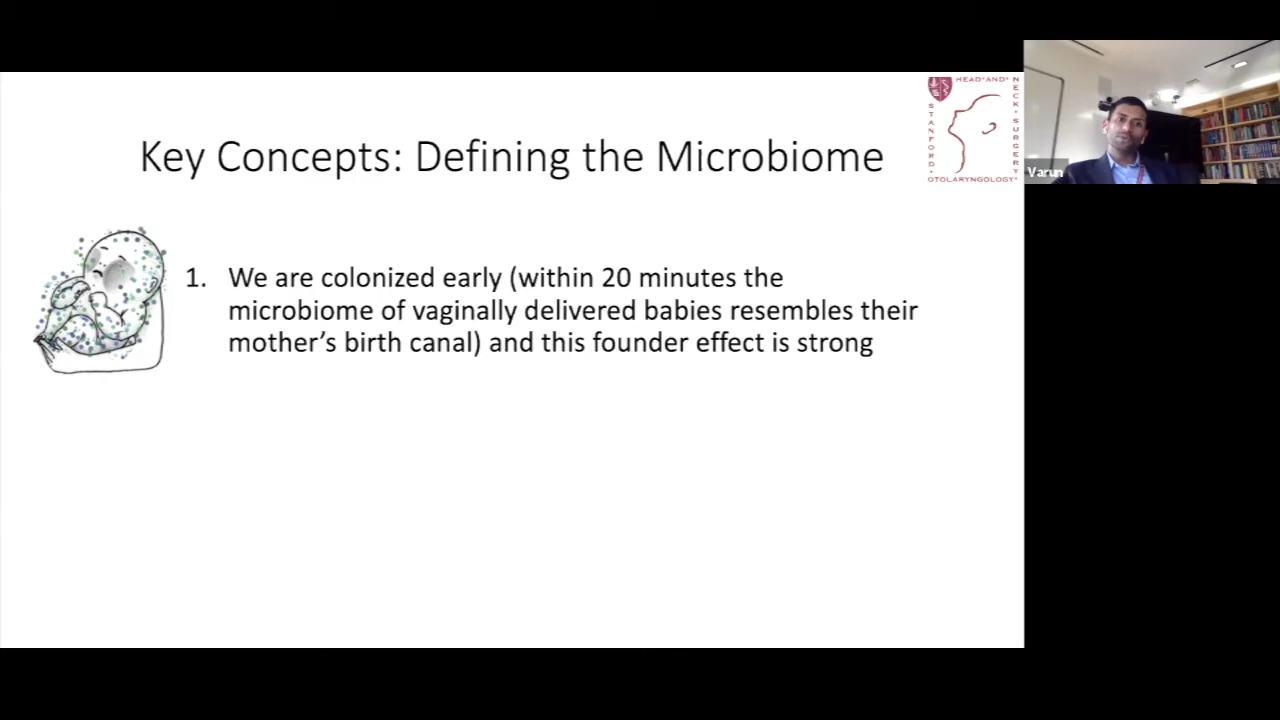 Key Concepts: Defining the Microbiome
1. We are colonized early (within 20 minutes the
microbiome of vaginally delivered babies resembles their
mother's birth canal) and this founder effect is strong
STANFORD
HEAD AND NECK SURGERY
OTOLARYNGOLOGY
Varun